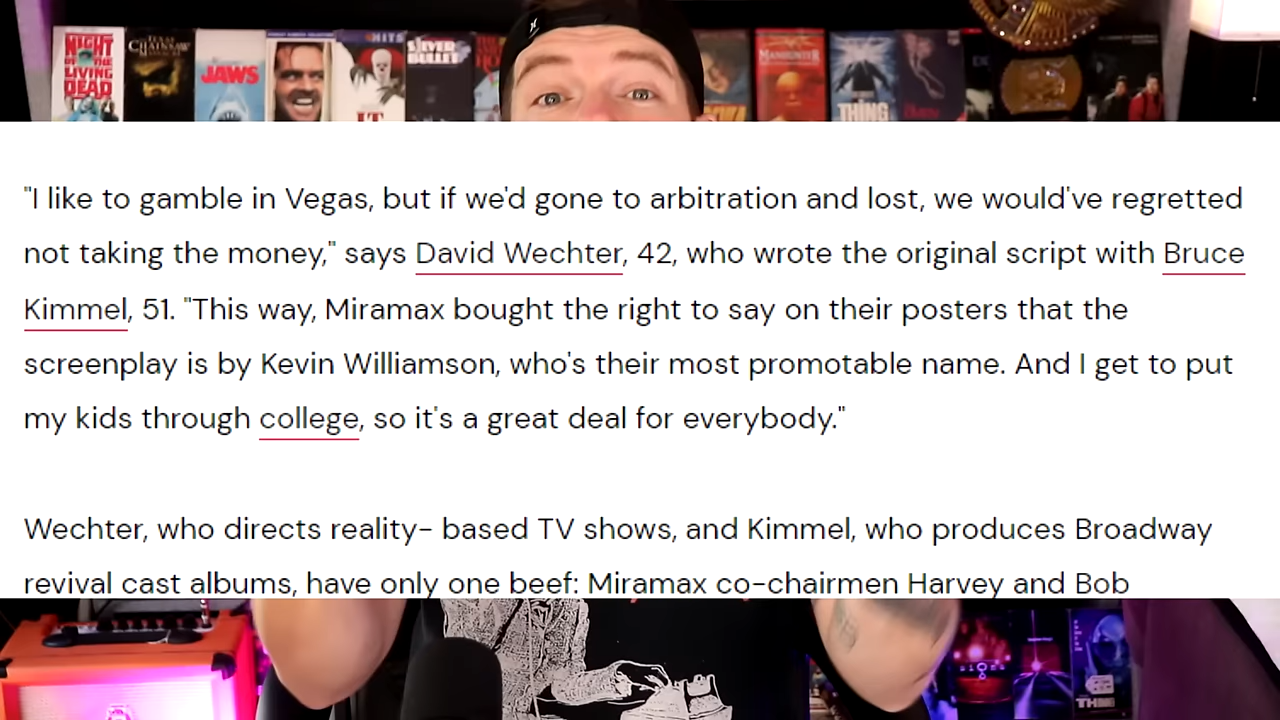 NIGHT OF THE LIVING DEAD
CHAINSAW
JAWS
HITS
IT
SILVER BULLET
MANHUNTER
THE THING
"I like to gamble in Vegas, but if we'd gone to arbitration and lost, we would've regretted
not taking the money," says David Wechter, 42, who wrote the original script with Bruce
Kimmel, 51. "This way, Miramax bought the right to say on their posters that the
screenplay is by Kevin Williamson, who's their most promotable name. And I get to put
my kids through college, so it's a great deal for everybody."
Wechter, who directs reality- based TV shows, and Kimmel, who produces Broadway
revival cast albums, have only one beef: Miramax co-chairmen Harvey and Bob
THE THING